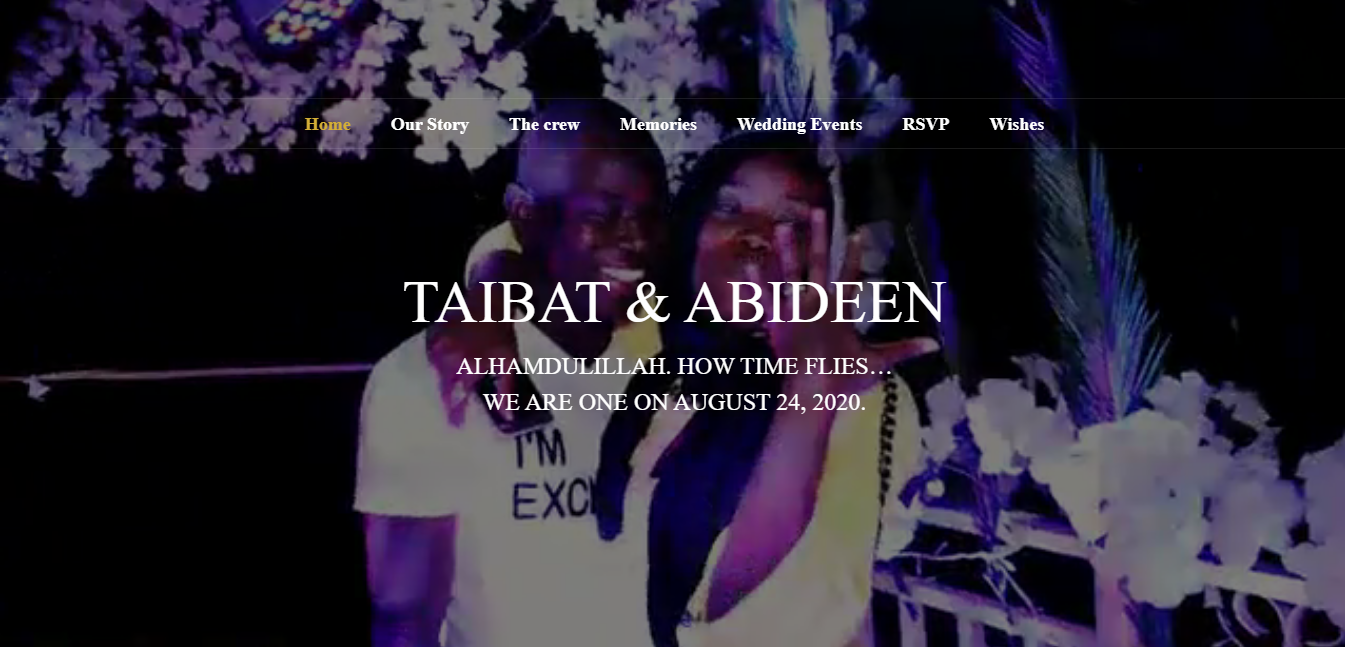 Home Our Story The crew Memories Wedding Events RSVP Wishes
TAIBAT & ABIDEEN
ALHAMDULILLAH. HOW TIME FLIES…
WE ARE ONE ON AUGUST 24, 2020.
I'M
EXC